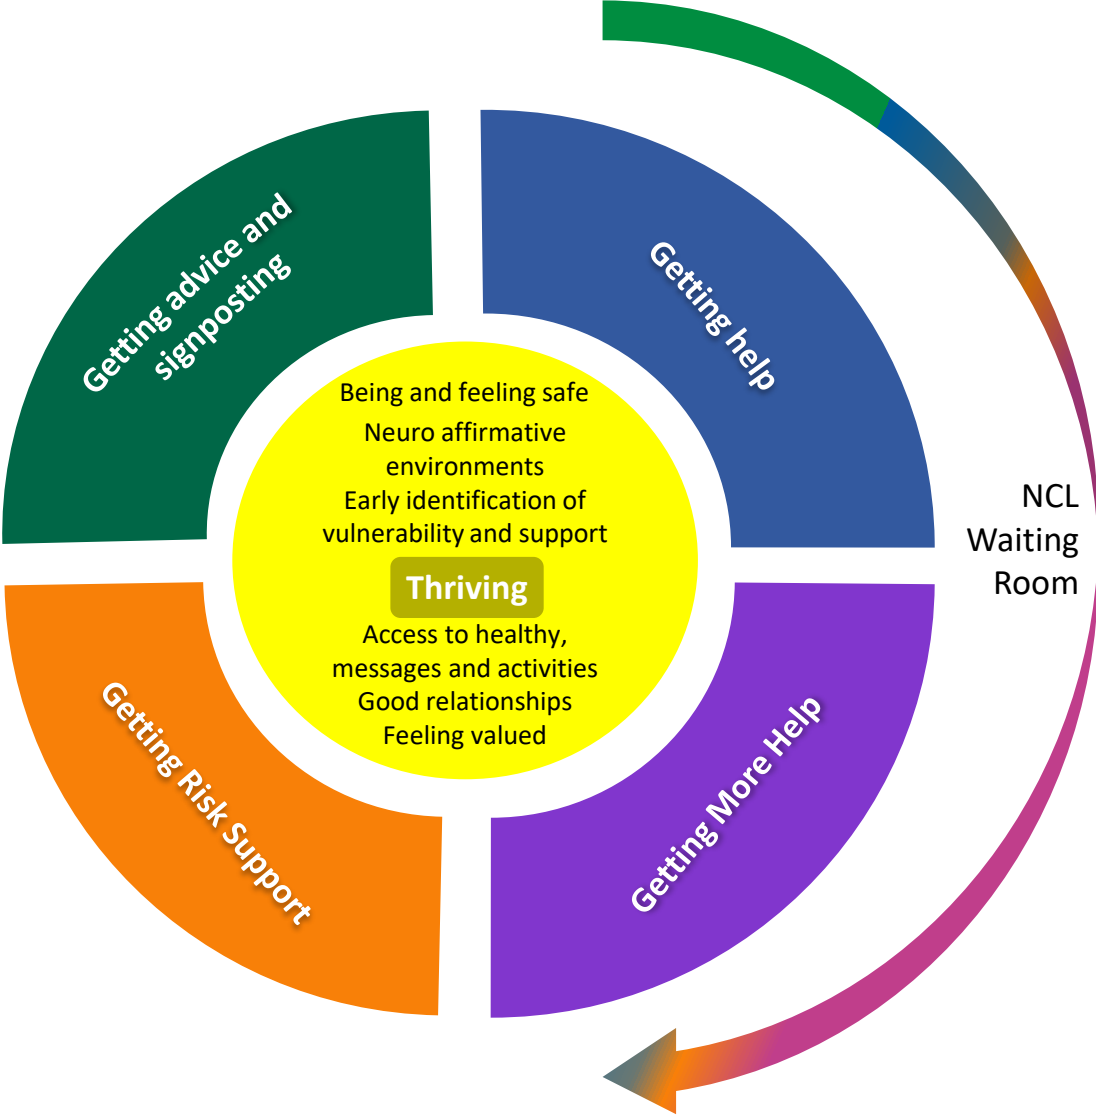 Getting advice and
signposting
Getting help
Being and feeling safe
Neuro affirmative
environments
Early identification of
vulnerability and support
Thriving
Access to healthy,
messages and activities
Good relationships
Feeling valued
NCL
Waiting
Room
Getting Risk Support
Getting More Help